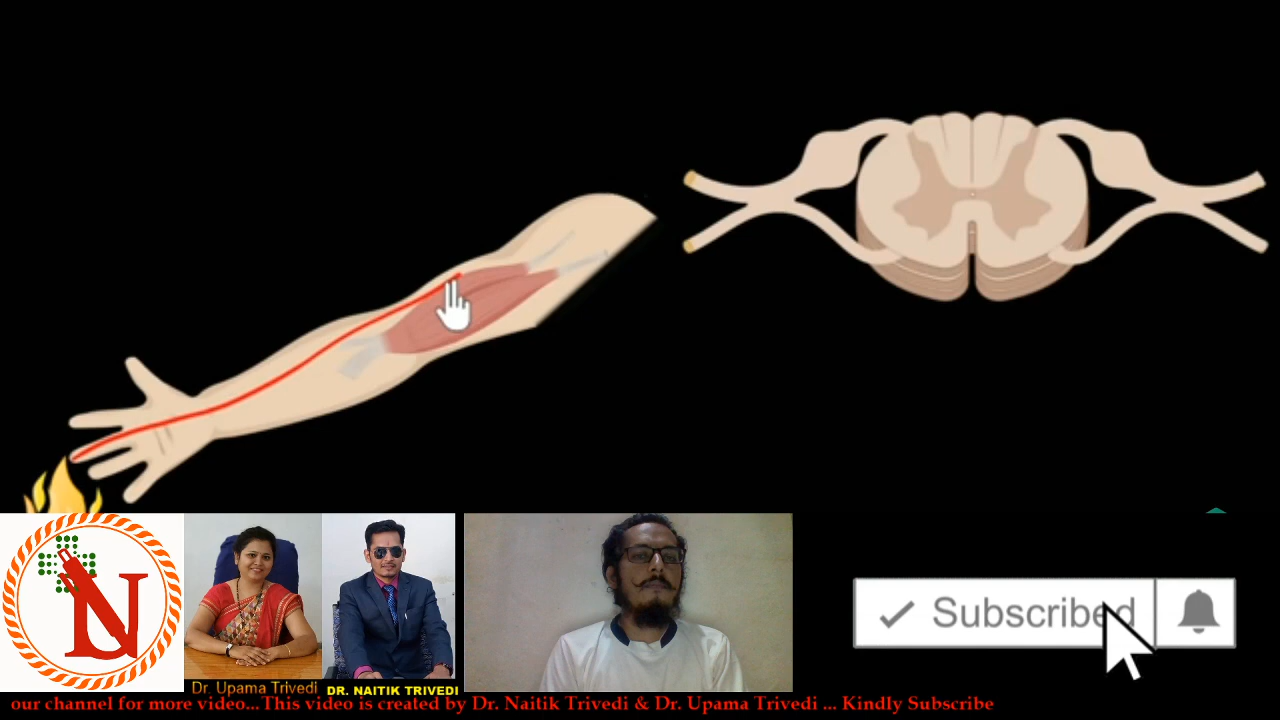 Subscribed
N
Dr. Upama Trivedi
DR. NAITIK TRIVEDI
our channel for more video...This video is created by Dr. Naitik Trivedi & Dr. Upama Trivedi ... Kindly Subscribe